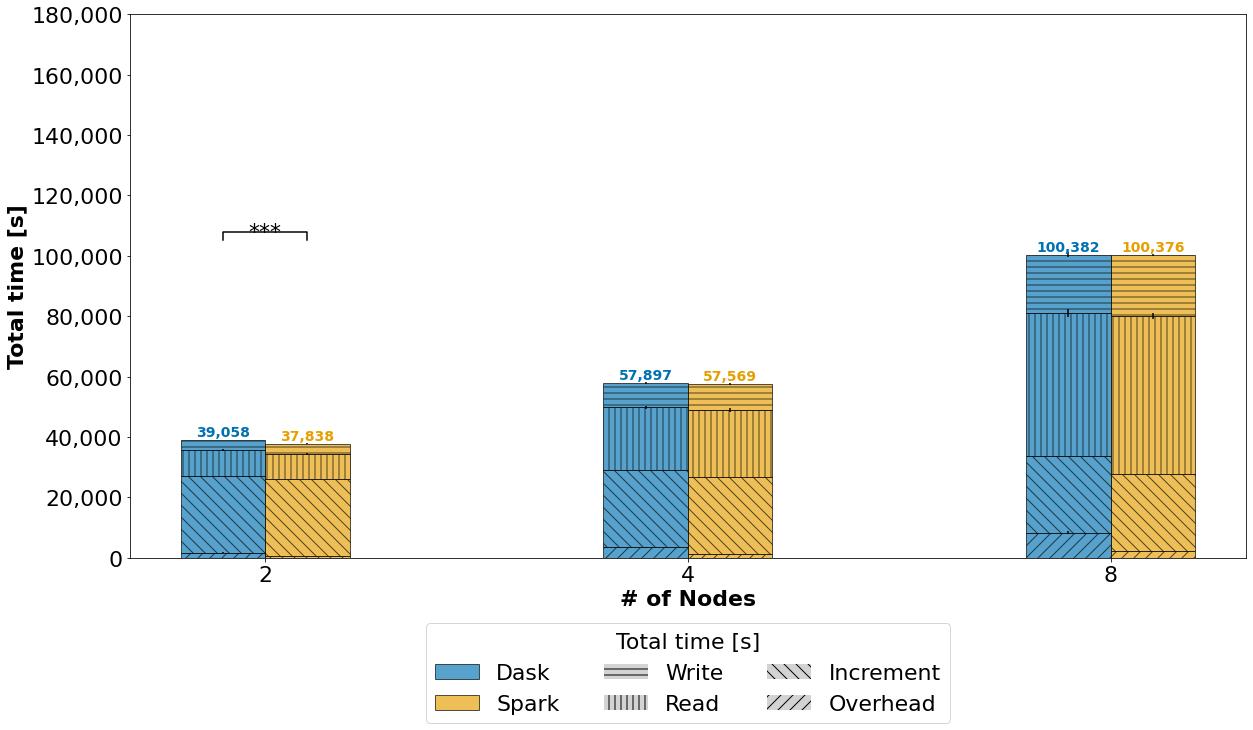 180,000
160,000
140,000
120,000
100,000
80,000
60,000
40,000
20,000
0
Total time [s]
***
39,058
37,838
57,897
57,569
100,382
100,376
2
4
8
# of Nodes
Total time [s]
Dask
Write
Increment
Spark
Read
Overhead